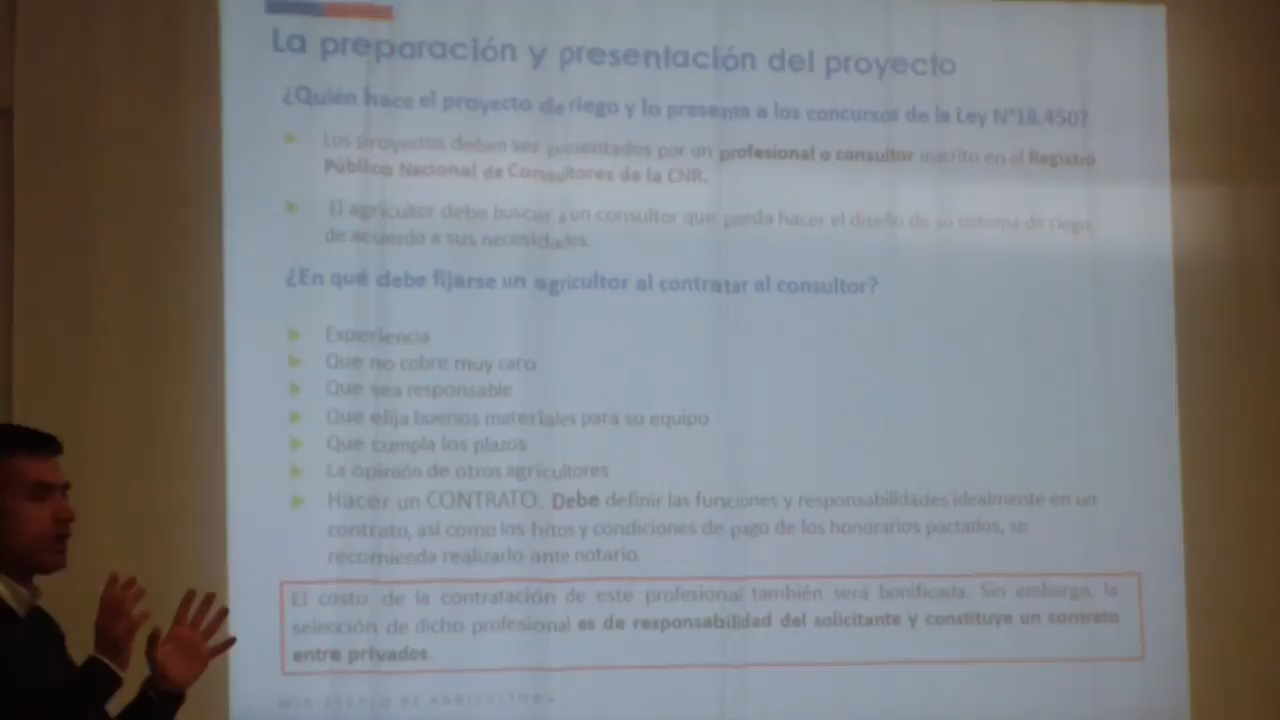 La preparación y presentación del proyecto
¿Quién hace el proyecto de riego y lo presenta a los concursos de la Ley N°18.450?
Los proyectos deben ser presentados por un profesional o consultor inscrito en el Registro
Público Nacional de Consultores de la CNR.
El agricultor debe buscar a un consultor que pueda hacer el diseño de su sistema de riego,
de acuerdo a sus necesidades.
¿En qué debe fijarse un agricultor al contratar al consultor?
Experiencia
Que no cobre muy caro
Que sea responsable
Que elija buenos materiales para su equipo
Que cumpla los plazos
La opinión de otros agricultores
Hacer un CONTRATO. Debe definir las funciones y responsabilidades idealmente en un
contrato, así como los hitos y condiciones de pago de los honorarios pactados, se
recomienda realizarlo ante notario.
El costo de la contratación de este profesional también será bonificada. Sin embargo, la
selección de dicho profesional es de responsabilidad del solicitante y constituye un contrato
entre privados.
MINISTERIO DE AGRICULTURA